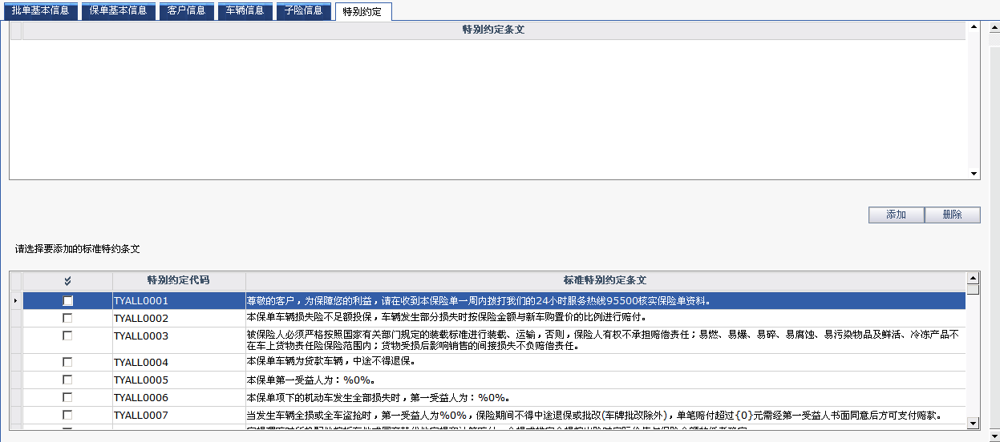 批单基本信息 保单基本信息 客户信息 车辆信息 子险信息 特别约定
特别约定条文
添加 删除
请选择要添加的标准特约条文
特别约定代码 标准特别约定条文
TYALL0001 尊敬的客户，为保障您的利益，请在收到本保险单一周内拨打我们的24小时服务热线95500核实保险单资料。
TYALL0002 本保单车辆损失险不足额投保，车辆发生部分损失时按保险金额与新车购置价的比例进行赔付。
TYALL0003 被保险人必须严格按照国家有关部门规定的装载标准进行装载、运输，否则，保险人有权不承担赔偿责任；易燃、易爆、易碎、易腐蚀、易污染物品及鲜活、冷冻产品不
在车上货物责任险保险范围内；货物受损后影响销售的间接损失不负赔偿责任。
TYALL0004 本保单车辆为贷款车辆，中途不得退保。
TYALL0005 本保单第一受益人为：%0%。
TYALL0006 本保单项下的机动车发生全部损失时，第一受益人为：%0%。
TYALL0007 当发生车辆全损或全车盗抢时，第一受益人为%0%，保险期间不得中途退保或批改(车牌批改除外)，单笔赔付超过{0}元需经第一受益人书面同意后方可支付赔款。